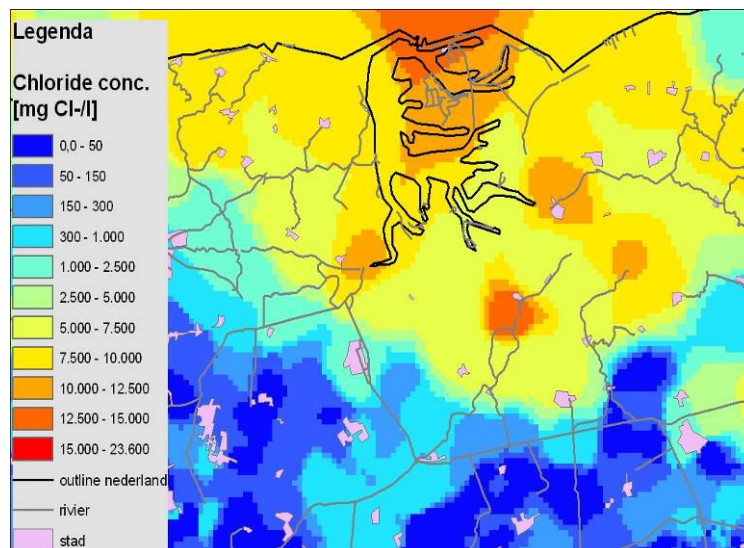 Legenda
Chloride conc.
[mg Cl-/l]
0,0 - 50
50 - 150
150 - 300
300 - 1.000
1.000 - 2.500
2.500 - 5.000
5.000 - 7.500
7.500 - 10.000
10.000 - 12.500
12.500 - 15.000
15.000 - 23.600
outline nederland
rivier
stad